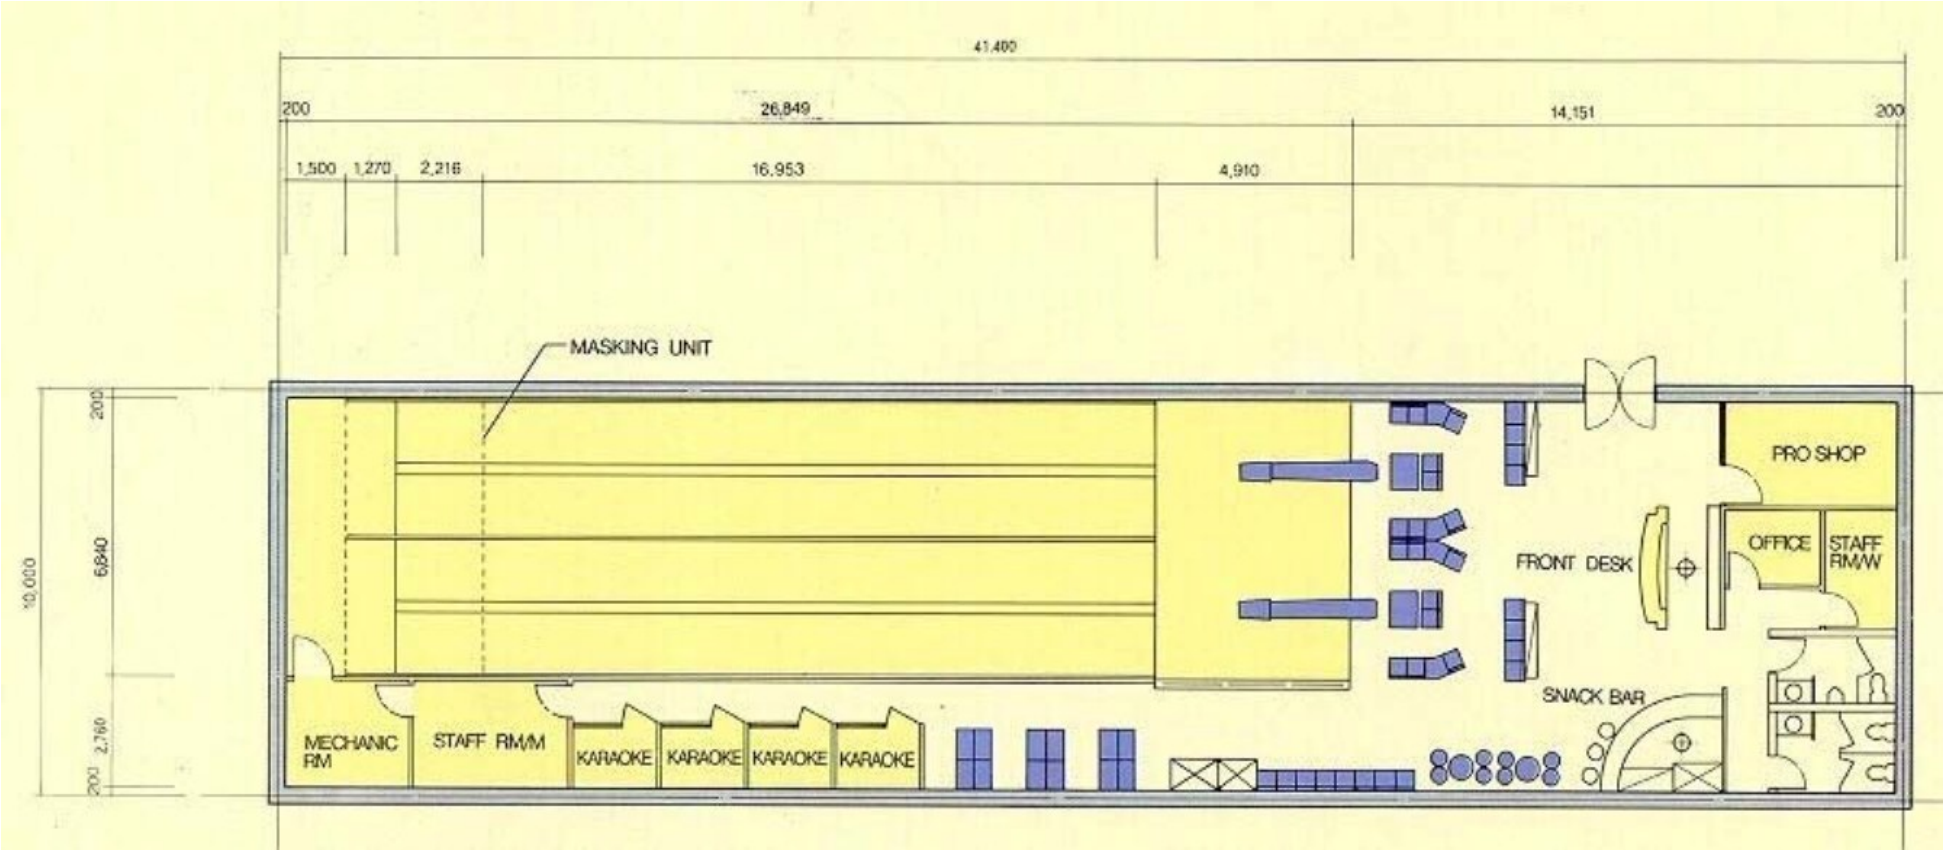 41.400
200
26,849
14,151
200
1,500
1,270
2,216
16.953
4,910
MASKING UNIT
200
10,000
6,840
2,760
200
PRO SHOP
OFFICE
STAFF
RM/W
FRONT DESK
SNACK BAR
MECHANIC
RM
STAFF RM/M
KARAOKE
KARAOKE
KARAOKE
KARAOKE